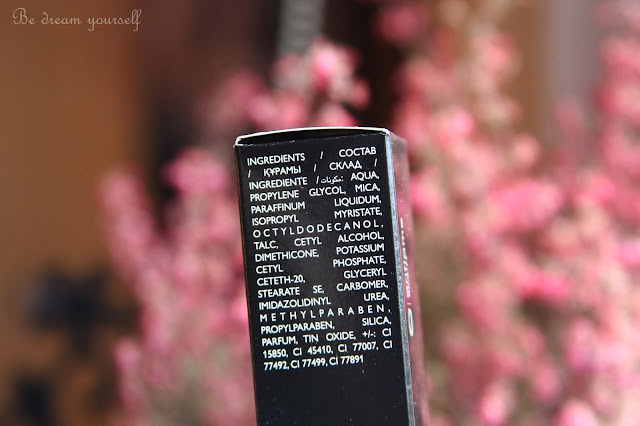 Be dream yourself
INGREDIENTS / СОСТАВ
/ ҚҰРАМЫ / СКЛАД /
INGREDIENTE / مكونات: AQUA,
PROPYLENE GLYCOL, MICA,
PARAFFINUM LIQUIDUM,
ISOPROPYL MYRISTATE,
OCTYLDODECANOL,
TALC, CETYL ALCOHOL,
DIMETHICONE, POTASSIUM
CETYL PHOSPHATE,
CETETH-20, GLYCERYL
STEARATE SE, CARBOMER,
IMIDAZOLIDINYL UREA,
METHYLPARABEN,
PROPYLPARABEN, SILICA,
PARFUM, TIN OXIDE, +/-: CI
15850, CI 45410, CI 77007, CI
77492, CI 77499, CI 77891